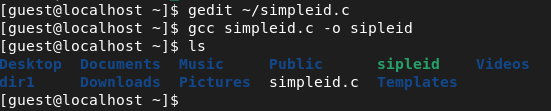 [guest@localhost ~]$ gedit ~/simpleid.c
[guest@localhost ~]$ gcc simpleid.c -o sipleid
[guest@localhost ~]$ ls
Desktop Documents Music Public sipleid Videos
dir1 Downloads Pictures simpleid.c Templates
[guest@localhost ~]$